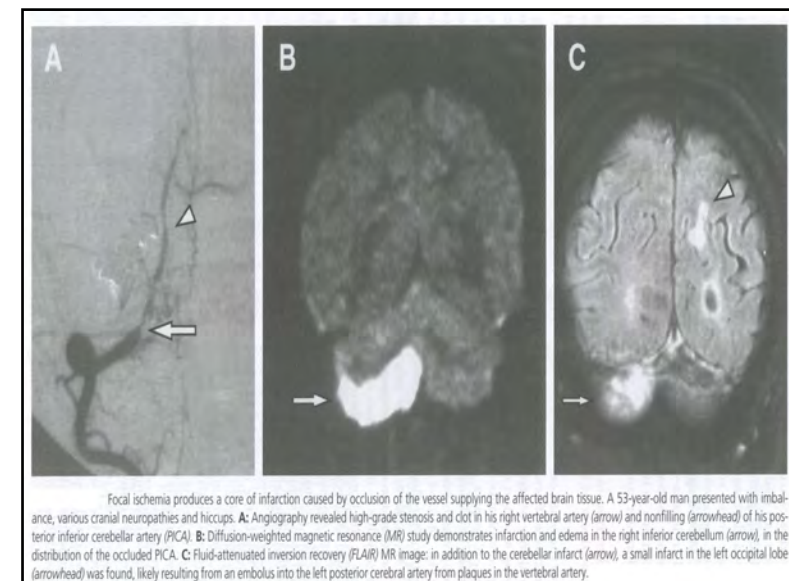 A
B
C
Focal ischemia produces a core of infarction caused by occlusion of the vessel supplying the affected brain tissue. A 53-year-old man presented with imbal-
ance, various cranial neuropathies and hiccups. A: Angiography revealed high-grade stenosis and clot in his right vertebral artery (arrow) and nonfilling (arrowhead) of his pos-
terior inferior cerebellar artery (PICA). B: Diffusion-weighted magnetic resonance (MR) study demonstrates infarction and edema in the right inferior cerebellum (arrow), in the
distribution of the occluded PICA. C: Fluid-attenuated inversion recovery (FLAIR) MR image: in addition to the cerebellar infarct (arrow), a small infarct in the left occipital lobe
(arrowhead) was found, likely resulting from an embolus into the left posterior cerebral artery from plaques in the vertebral artery.